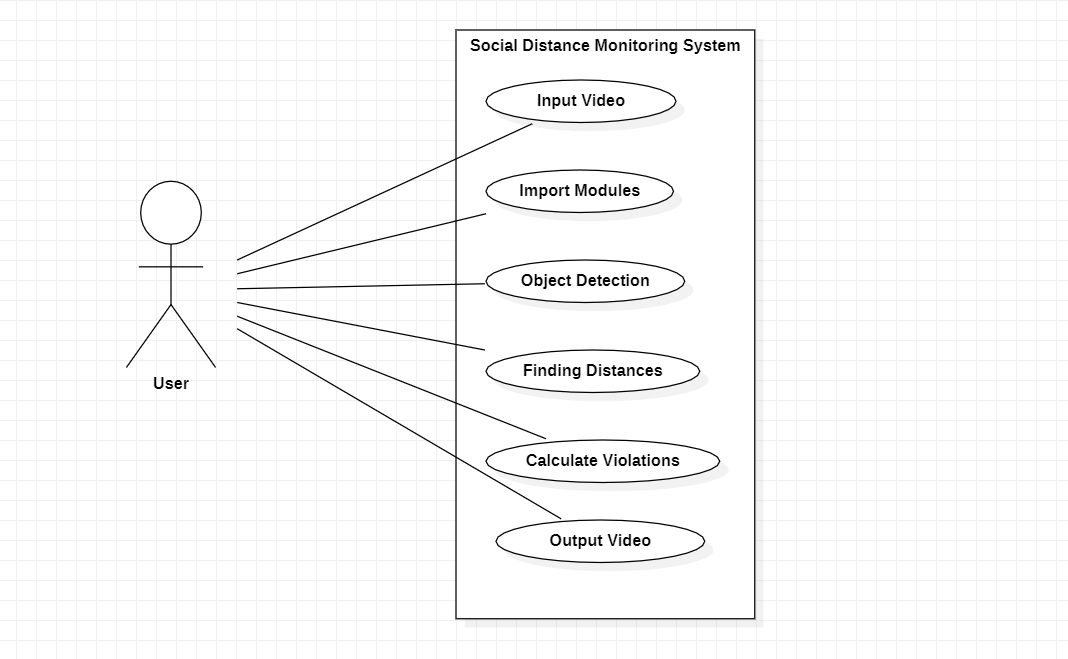 Social Distance Monitoring System
Input Video
Import Modules
Object Detection
Finding Distances
Calculate Violations
Output Video
User